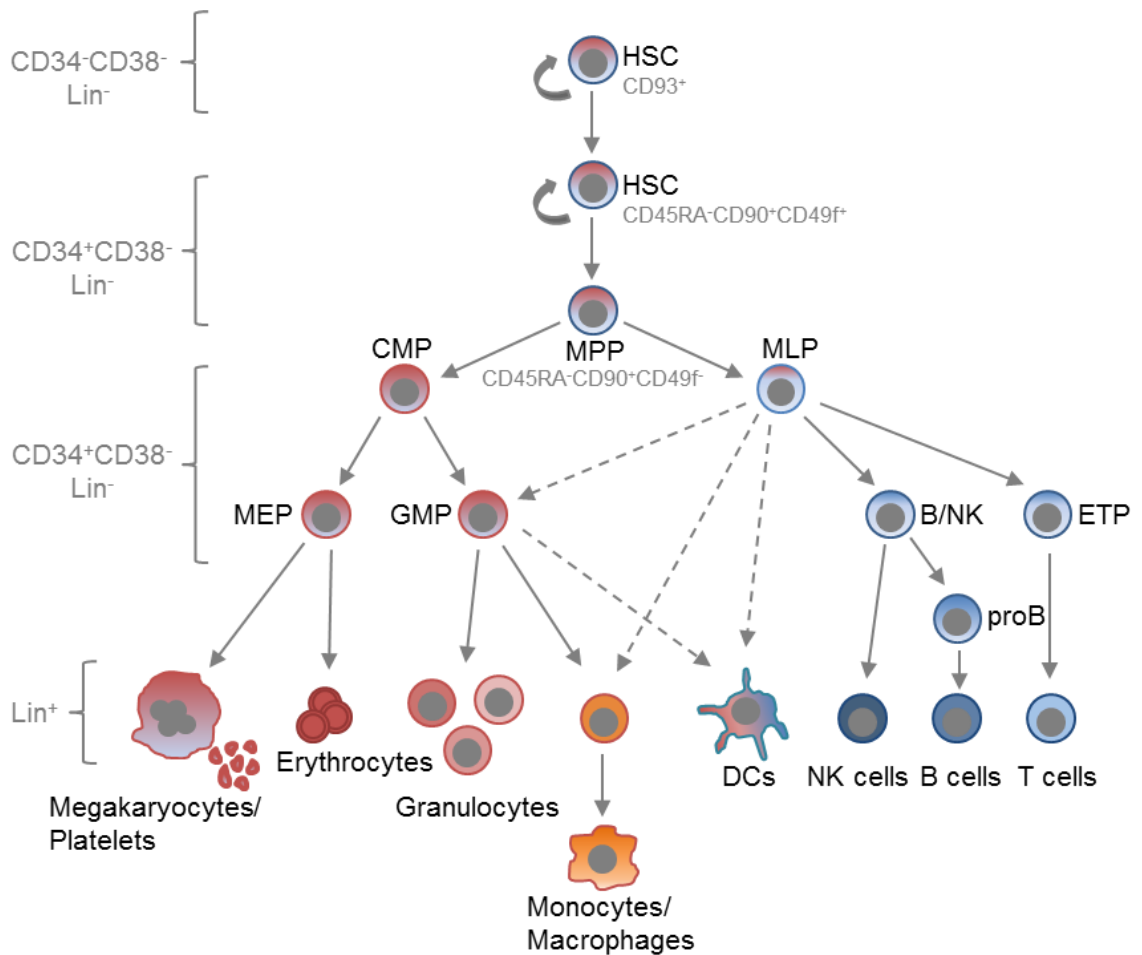 CD34⁻CD38⁻
Lin⁻
HSC
CD93⁺
HSC
CD45RA⁻CD90⁺CD49f⁺
CD34⁺CD38⁻
Lin⁻
CMP
MPP
MLP
CD45RA⁻CD90⁺CD49f⁻
CD34⁺CD38⁻
Lin⁻
MEP
GMP
B/NK
ETP
proB
Lin⁺
Erythrocytes
DCs
NK cells
B cells
T cells
Megakaryocytes/
Platelets
Granulocytes
Monocytes/
Macrophages